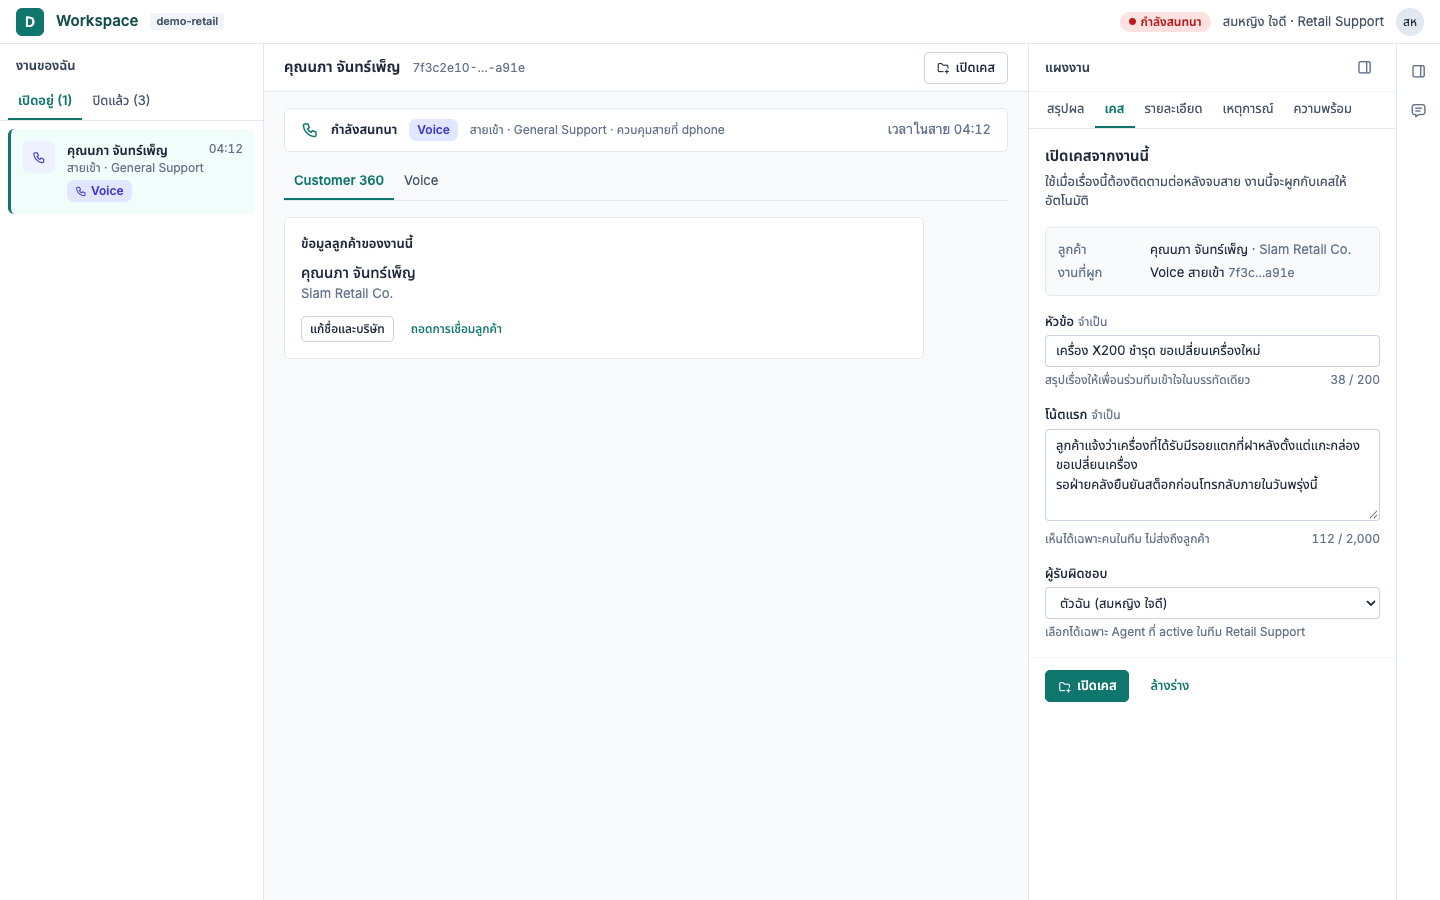 D Workspace demo-retail
กำลังสนทนา สมหญิง ใจดี · Retail Support สห
งานของฉัน
เปิดอยู่ (1) ปิดแล้ว (3)
คุณนภา จันทร์เพ็ญ 04:12
สายเข้า · General Support
Voice
คุณนภา จันทร์เพ็ญ 7f3c2e10-...-a91e เปิดเคส
กำลังสนทนา Voice สายเข้า · General Support · ควบคุมสายที่ dphone เวลาในสาย 04:12
Customer 360 Voice
ข้อมูลลูกค้าของงานนี้
คุณนภา จันทร์เพ็ญ
Siam Retail Co.
แก้ชื่อและบริษัท ถอดการเชื่อมลูกค้า
แผงงาน
สรุปผล เคส รายละเอียด เหตุการณ์ ความพร้อม
เปิดเคสจากงานนี้
ใช้เมื่อเรื่องนี้ต้องติดตามต่อหลังจบสาย งานนี้จะผูกกับเคสให้
อัตโนมัติ
ลูกค้า คุณนภา จันทร์เพ็ญ · Siam Retail Co.
งานที่ผูก Voice สายเข้า 7f3c...a91e
หัวข้อ จำเป็น
เครื่อง X200 ชำรุด ขอเปลี่ยนเครื่องใหม่
สรุปเรื่องให้เพื่อนร่วมทีมเข้าใจในบรรทัดเดียว 38 / 200
โน้ตแรก จำเป็น
ลูกค้าแจ้งว่าเครื่องที่ได้รับมีรอยแตกที่ฝาหลังตั้งแต่แกะกล่อง
ขอเปลี่ยนเครื่อง
รอฝ่ายคลังยืนยันสต็อกก่อนโทรกลับภายในวันพรุ่งนี้
เห็นได้เฉพาะคนในทีม ไม่ส่งถึงลูกค้า 112 / 2,000
ผู้รับผิดชอบ
ตัวฉัน (สมหญิง ใจดี)
เลือกได้เฉพาะ Agent ที่ active ในทีม Retail Support
เปิดเคส ล้างร่าง